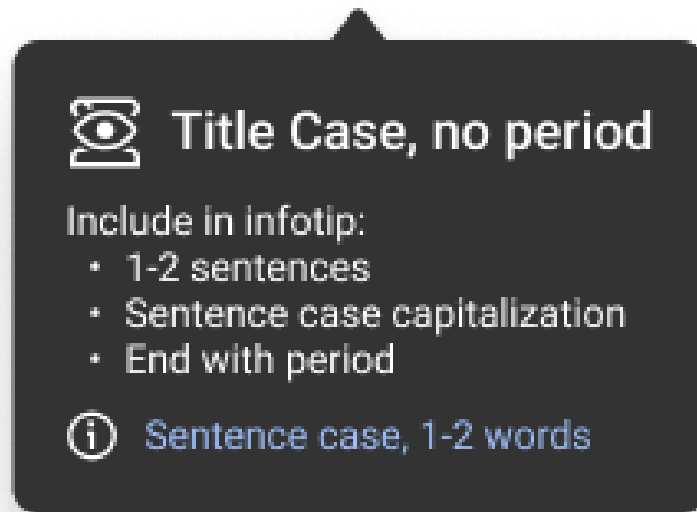 Title Case, no period
Include in infotip:
• 1-2 sentences
• Sentence case capitalization
• End with period
Sentence case, 1-2 words